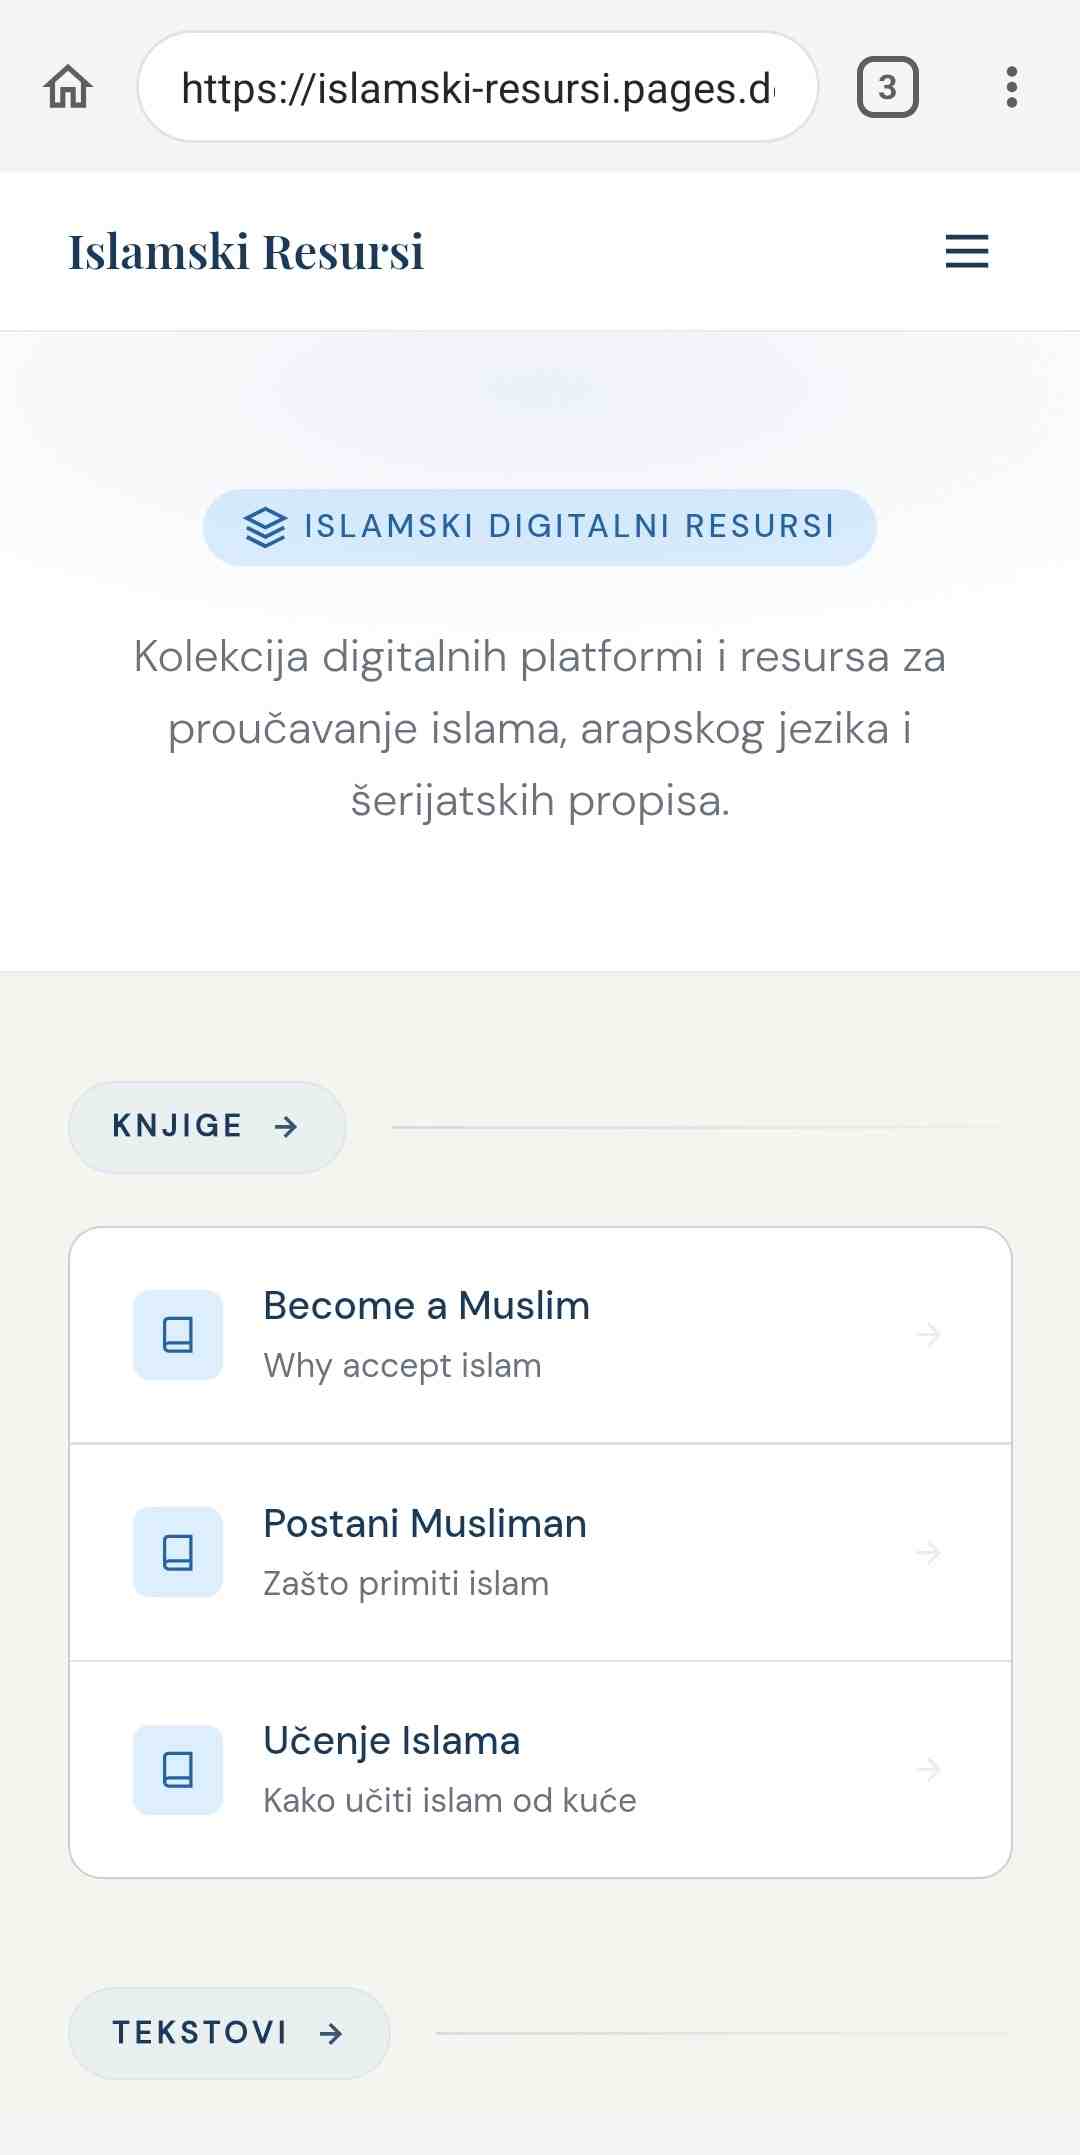 https://islamski-resursi.pages.d
3
Islamski Resursi
ISLAMSKI DIGITALNI RESURSI
Kolekcija digitalnih platformi i resursa za
proučavanje islama, arapskog jezika i
šerijatskih propisa.
KNJIGE →
Become a Muslim
Why accept islam
→
Postani Musliman
Zašto primiti islam
→
Učenje Islama
Kako učiti islam od kuće
→
TEKSTOVI →